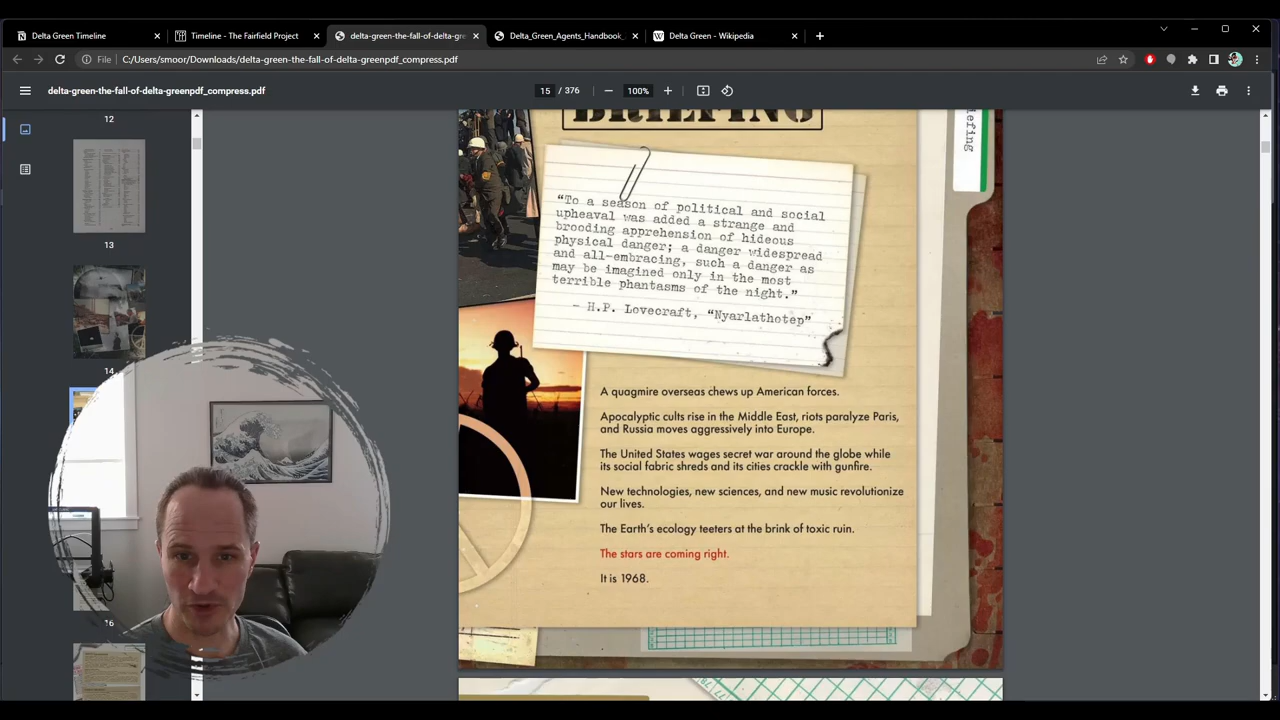 Delta Green Timeline
Timeline - The Fairfield Project
delta-green-the-fall-of-delta-gre
Delta_Green_Agents_Handbook_
Delta Green - Wikipedia
File
C:/Users/smoor/Downloads/delta-green-the-fall-of-delta-greenpdf_compress.pdf
delta-green-the-fall-of-delta-greenpdf_compress.pdf
15 / 376
100%
12
13
14
16
BRIEFING
iefing
“To a season of political and social
upheaval was added a strange and
brooding apprehension of hideous
physical danger; a danger widespread
and all-embracing, such a danger as
may be imagined only in the most
terrible phantasms of the night.”
– H.P. Lovecraft, “Nyarlathotep”
A quagmire overseas chews up American forces.
Apocalyptic cults rise in the Middle East, riots paralyze Paris,
and Russia moves aggressively into Europe.
The United States wages secret war around the globe while
its social fabric shreds and its cities crackle with gunfire.
New technologies, new sciences, and new music revolutionize
our lives.
The Earth’s ecology teeters at the brink of toxic ruin.
The stars are coming right.
It is 1968.